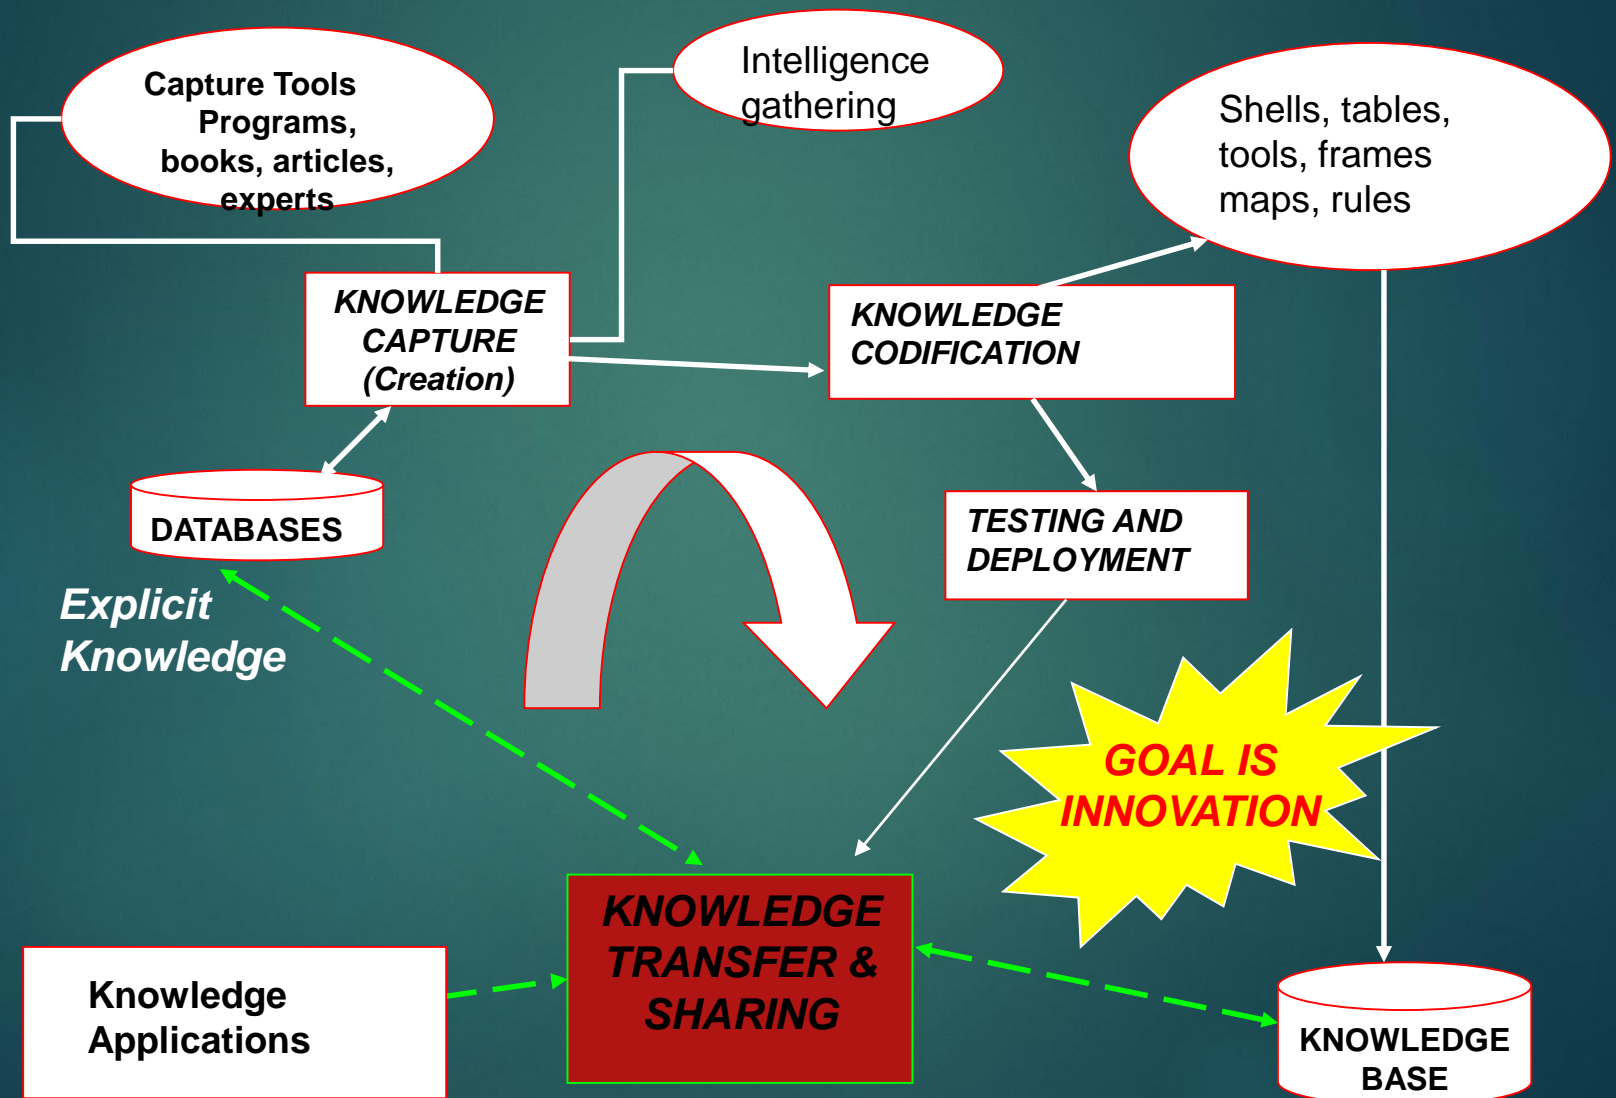 Capture Tools
Programs,
books, articles,
experts
Intelligence
gathering
Shells, tables,
tools, frames
maps, rules
KNOWLEDGE
CAPTURE
(Creation)
KNOWLEDGE
CODIFICATION
DATABASES
TESTING AND
DEPLOYMENT
Explicit
Knowledge
GOAL IS
INNOVATION
KNOWLEDGE
TRANSFER &
SHARING
Knowledge
Applications
KNOWLEDGE
BASE